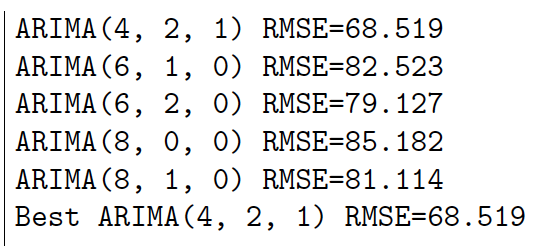 ARIMA(4, 2, 1) RMSE=68.519
ARIMA(6, 1, 0) RMSE=82.523
ARIMA(6, 2, 0) RMSE=79.127
ARIMA(8, 0, 0) RMSE=85.182
ARIMA(8, 1, 0) RMSE=81.114
Best ARIMA(4, 2, 1) RMSE=68.519